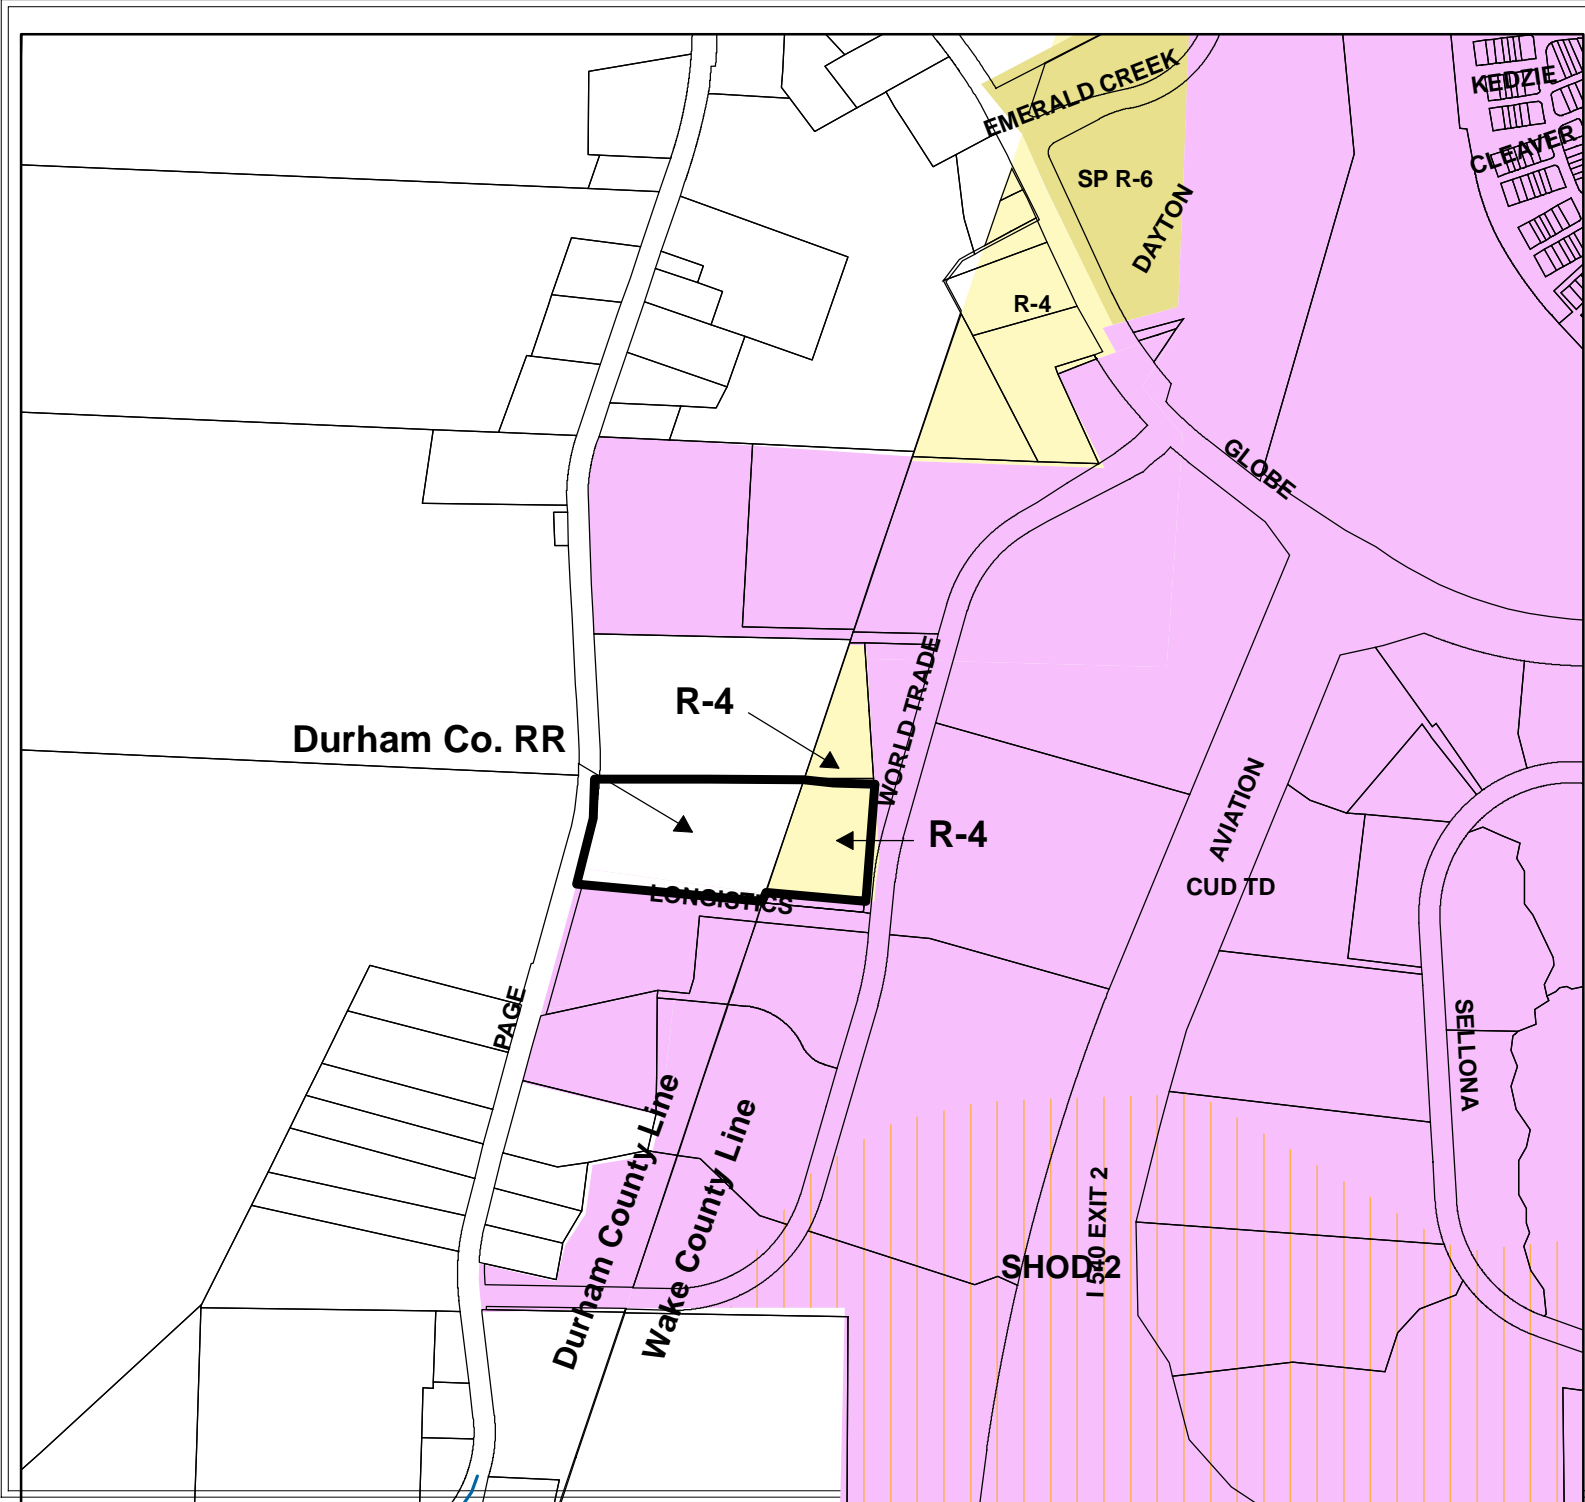 KEDZIE
EMERALD CREEK
CLEAVER
SP R-6
DAYTON
R-4
GLOBE
R-4
WORLD TRADE
Durham Co. RR
AVIATION
R-4
CUD TD
LONGISTICS
PAGE
SELLONA
Durham County Line
Wake County Line
I 540 EXIT 2
SHOD-2